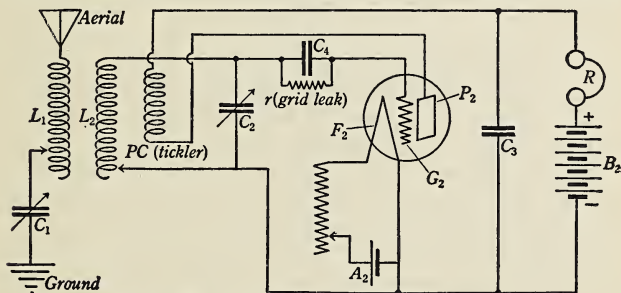 Aerial
C4
r(grid leak)
L1
L2
C2
PC (tickler)
F2
P2
G2
C3
R
+
B2
−
C1
A2
Ground